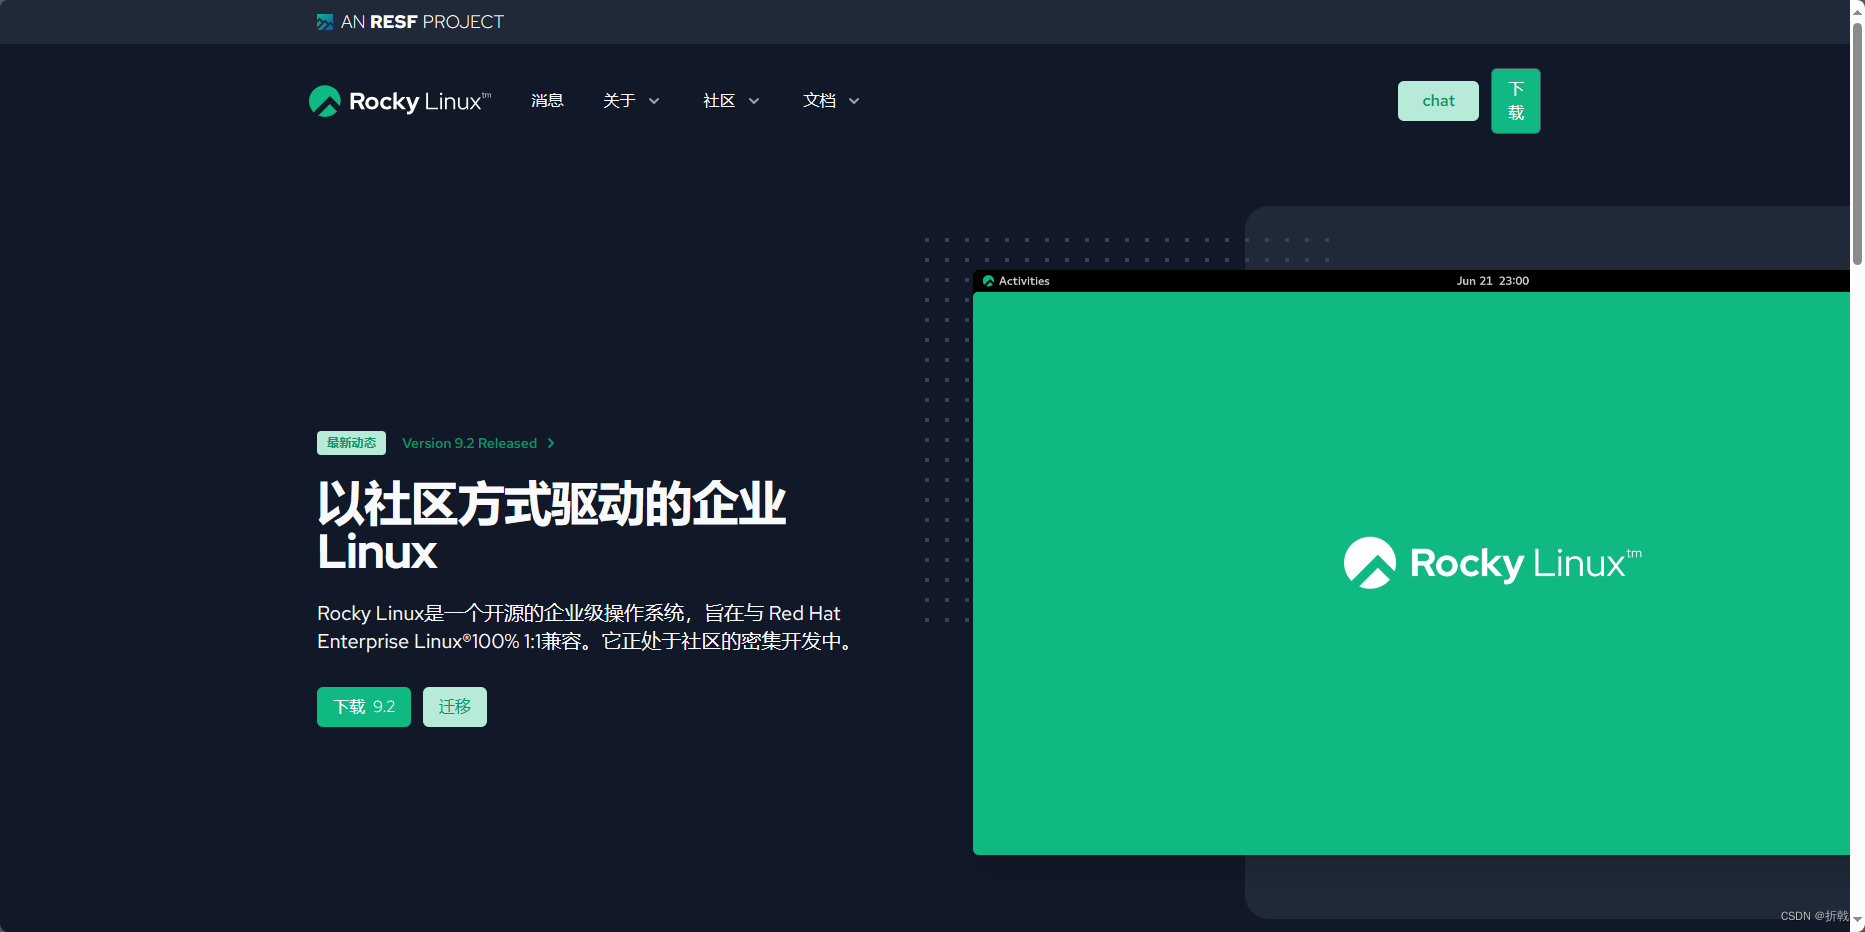 AN RESF PROJECT
Rocky Linux™ 消息 关于 社区 文档 chat 下载
Activities Jun 21 23:00
最新动态 Version 9.2 Released
以社区方式驱动的企业
Linux
Rocky Linux是一个开源的企业级操作系统，旨在与 Red Hat
Enterprise Linux®100% 1:1兼容。它正处于社区的密集开发中。
下载 9.2 迁移
Rocky Linux™
CSDN @折戟